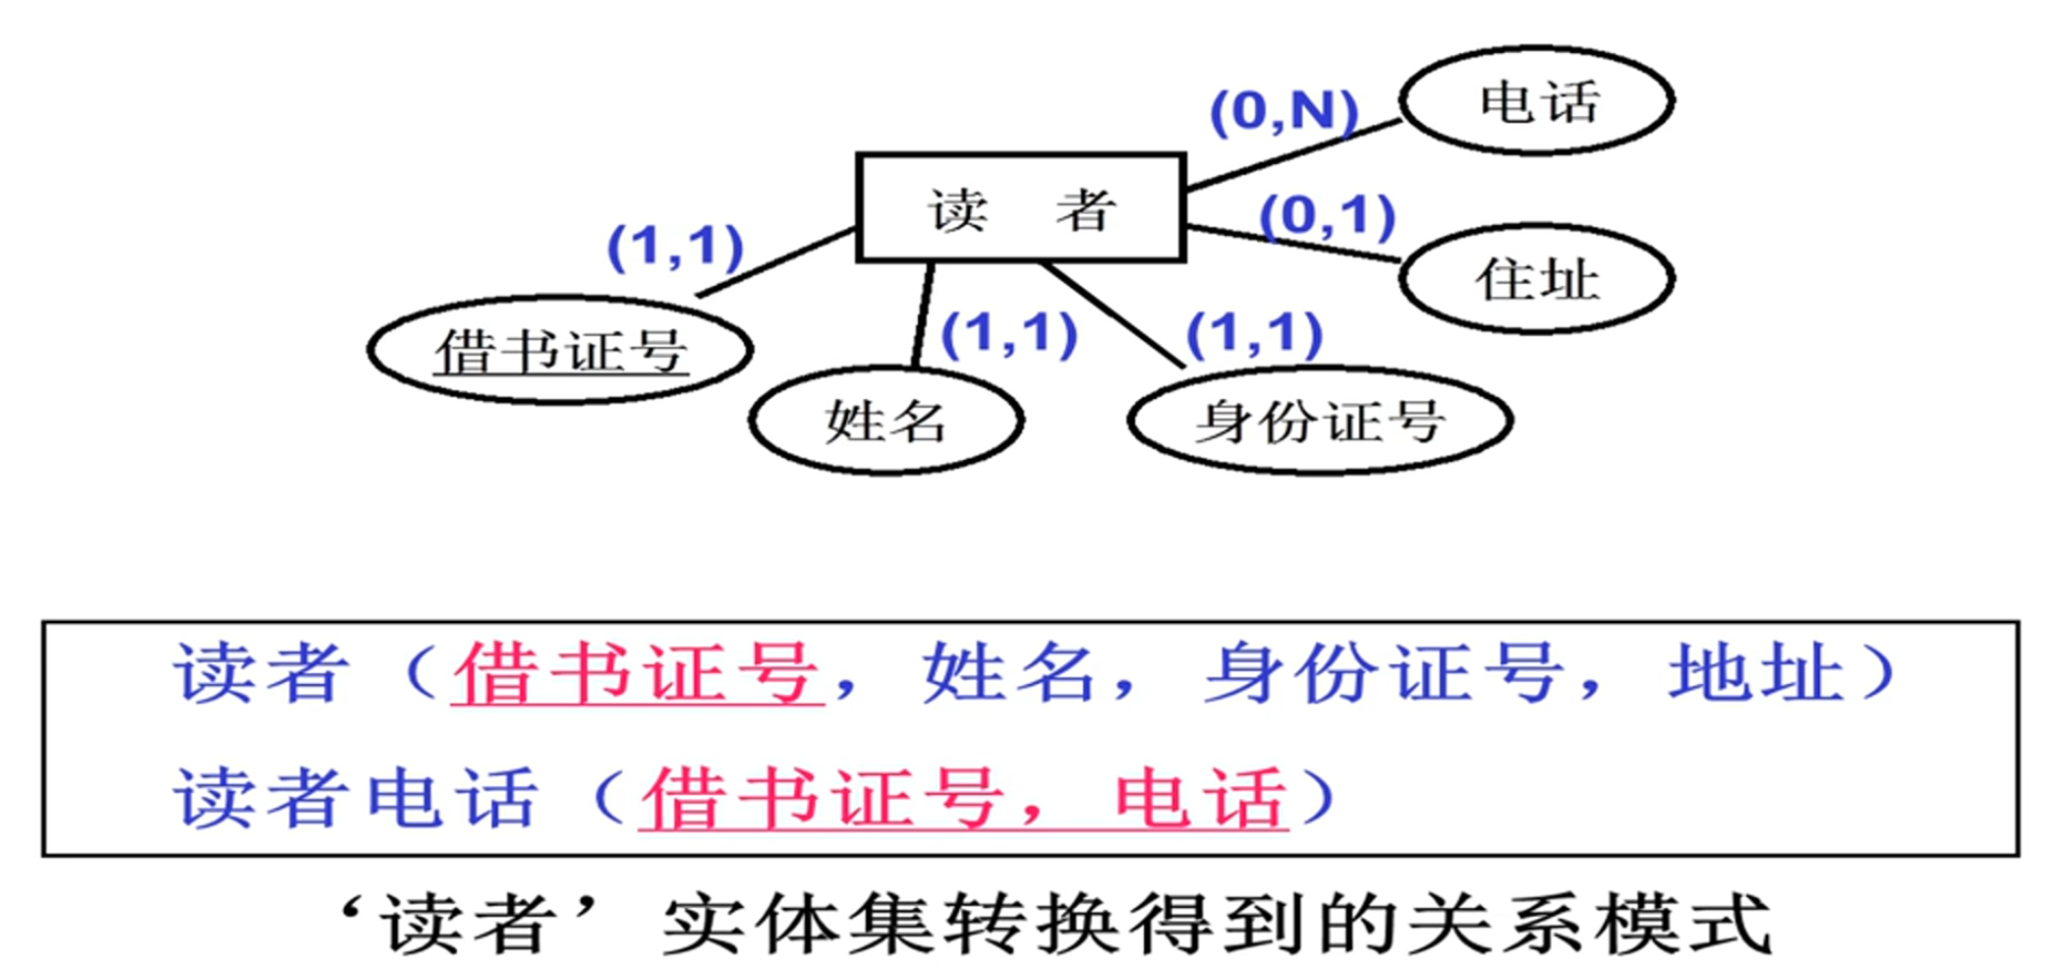 电话
(0,N)
读 者
(0,1)
(1,1)
住址
借书证号
(1,1)
(1,1)
姓名
身份证号
读者（借书证号，姓名，身份证号，地址）
读者电话（借书证号，电话）
‘读者’实体集转换得到的关系模式